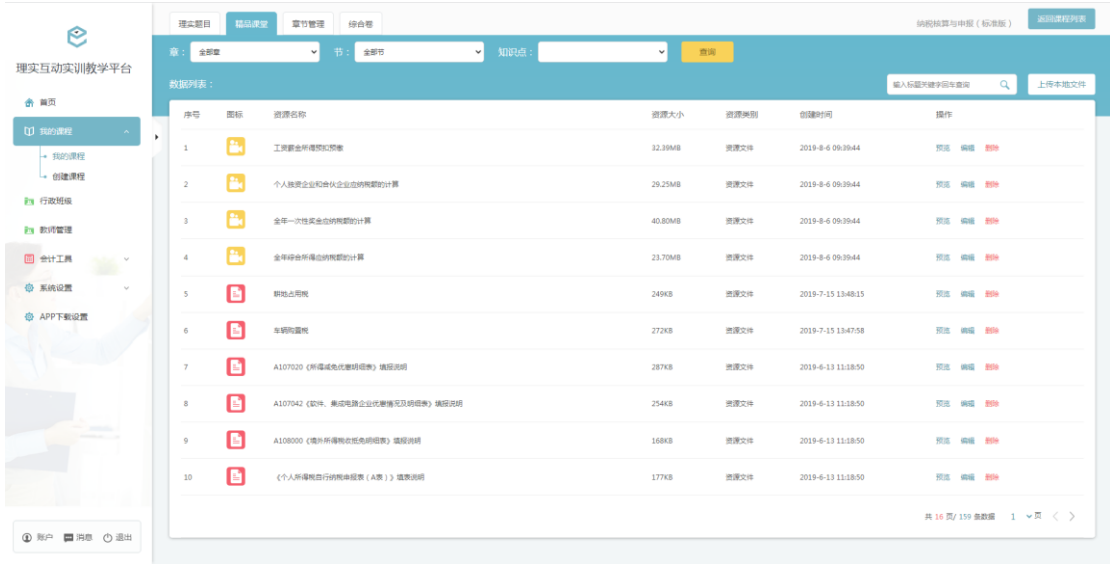 理实互动实训教学平台
首页
我的课程
我的课程
创建课程
行政班级
教师管理
会计工具
系统设置
APP下载设置
账户 消息 退出
理实题目 精品课堂 章节管理 综合卷 纳税核算与申报（标准版） 返回课程列表
章： 全部章 节： 全部节 知识点： 查询
数据列表： 输入标题关键字回车查询 上传本地文件
序号 图标 资源名称 资源大小 资源类别 创建时间 操作
1 工资薪金所得预扣预缴 32.39MB 资源文件 2019-8-6 09:39:44 预览 编辑 删除
2 个人独资企业和合伙企业应纳税额的计算 29.25MB 资源文件 2019-8-6 09:39:44 预览 编辑 删除
3 全年一次性奖金应纳税额的计算 40.80MB 资源文件 2019-8-6 09:39:44 预览 编辑 删除
4 全年综合所得应纳税额的计算 23.70MB 资源文件 2019-8-6 09:39:44 预览 编辑 删除
5 耕地占用税 249KB 资源文件 2019-7-15 13:48:15 预览 编辑 删除
6 车辆购置税 272KB 资源文件 2019-7-15 13:47:58 预览 编辑 删除
7 A107020《所得减免优惠明细表》填报说明 287KB 资源文件 2019-6-13 11:18:50 预览 编辑 删除
8 A107042《软件、集成电路企业优惠情况及明细表》填报说明 254KB 资源文件 2019-6-13 11:18:50 预览 编辑 删除
9 A108000《境外所得税收抵免明细表》填报说明 168KB 资源文件 2019-6-13 11:18:50 预览 编辑 删除
10 《个人所得税自行纳税申报表（A表）》填表说明 177KB 资源文件 2019-6-13 11:18:50 预览 编辑 删除
共 16 页/ 159 条数据 1 页